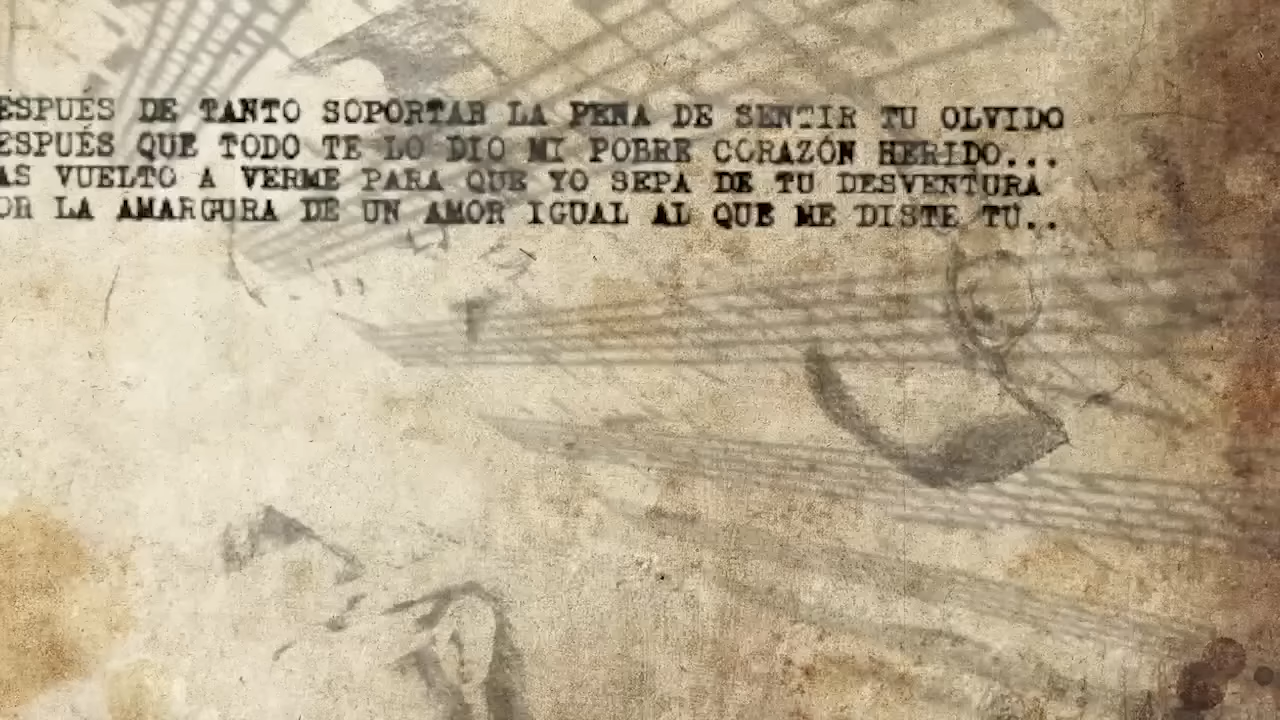 ESPUÉS DE TANTO SOPORTAR LA PENA DE SENTIR TU OLVIDO
ESPUÉS QUE TODO TE LO DIO MI POBRE CORAZÓN HERIDO...
AS VUELTO A VERME PARA QUE YO SEPA DE TU DESVENTURA
OR LA AMARGURA DE UN AMOR IGUAL AL QUE ME DISTE TÚ..